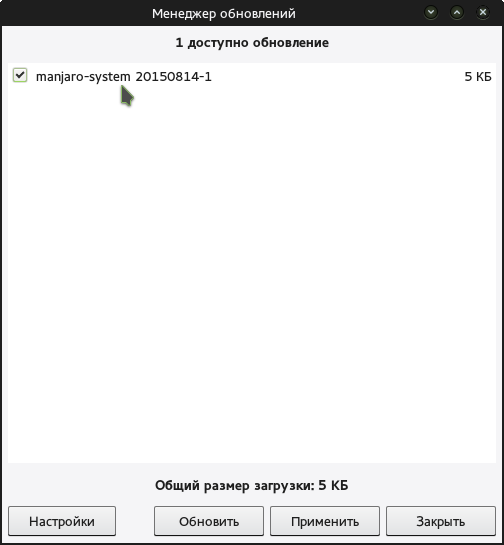 Менеджер обновлений
1 доступно обновление
manjaro-system 20150814-1 5 КБ
Общий размер загрузки: 5 КБ
Настройки Обновить Применить Закрыть